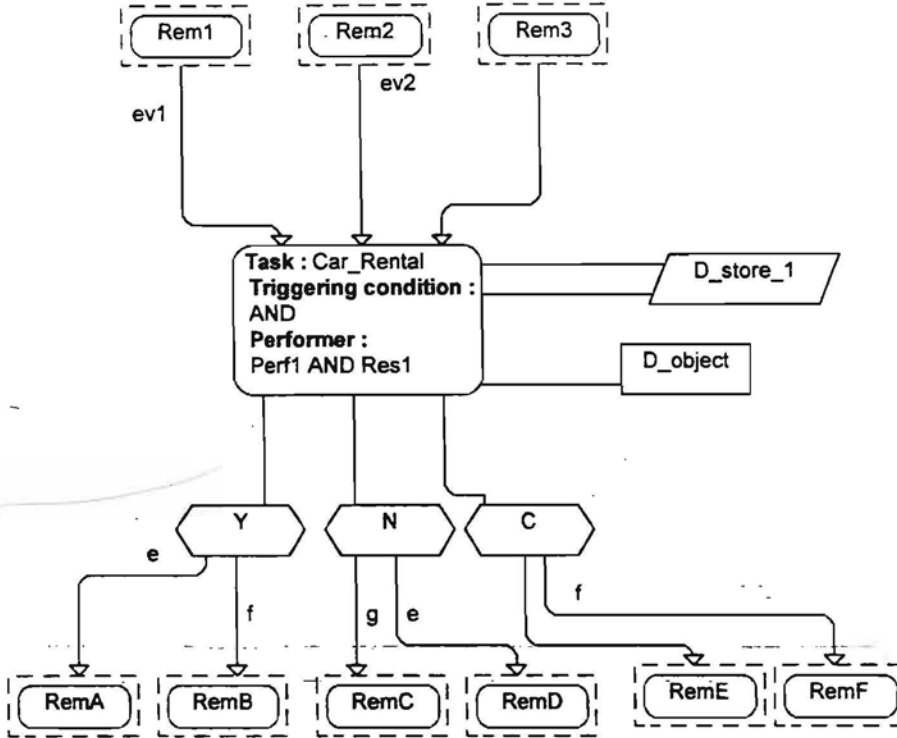 Rem1
Rem2
Rem3
ev1
ev2
Task : Car_Rental
Triggering condition :
AND
Performer :
Perf1 AND Res1
D_store_1
D_object
Y
N
C
e
f
g
e
f
RemA
RemB
RemC
RemD
RemE
RemF